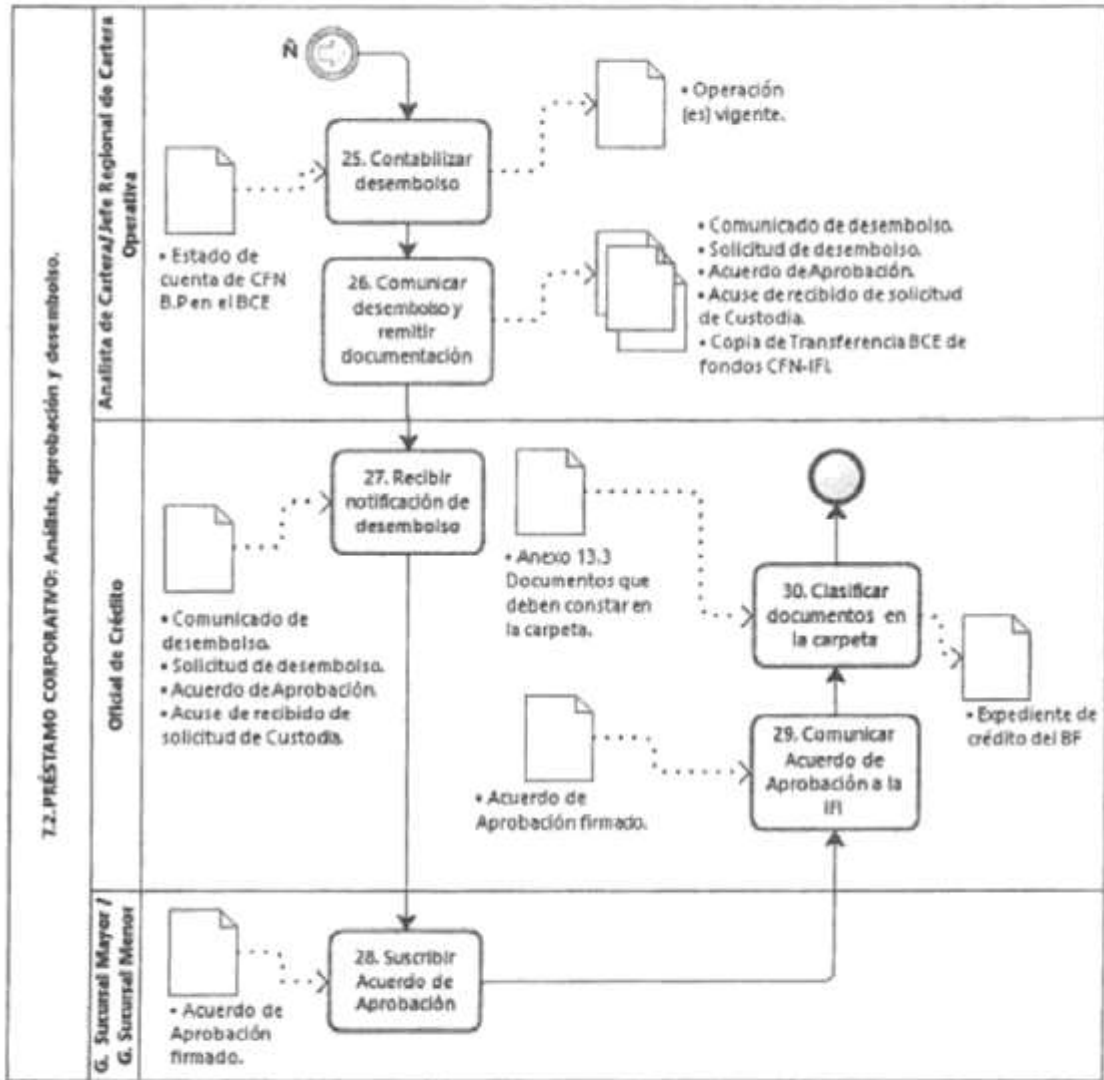 7.2. PRÉSTAMO CORPORATIVO: Análisis, aprobación y desembolso.
Analista de Cartera/ Jefe Regional de Cartera
Operativa
25. Contabilizar
desembolso
• Operación
(es) vigente.
• Estado de
cuenta de CFN
B.P en el BCE
26. Comunicar
desembolso y
remitir
documentación
• Comunicado de desembolso.
• Solicitud de desembolso.
• Acuerdo de Aprobación.
• Acuse de recibido de solicitud
de Custodia.
• Copia de Transferencia BCE de
fondos CFN-IFI.
Oficial de Crédito
27. Recibir
notificación de
desembolso
• Comunicado de
desembolso.
• Solicitud de desembolso.
• Acuerdo de Aprobación.
• Acuse de recibido de
solicitud de Custodia.
• Anexo 13.3
Documentos que
deben constar en
la carpeta.
30. Clasificar
documentos en
la carpeta
• Expediente de
crédito del BF
29. Comunicar
Acuerdo de
Aprobación a la
IFI
• Acuerdo de
Aprobación firmado.
G. Sucursal Mayor /
G. Sucursal Menor
28. Suscribir
Acuerdo de
Aprobación
• Acuerdo de
Aprobación
firmado.